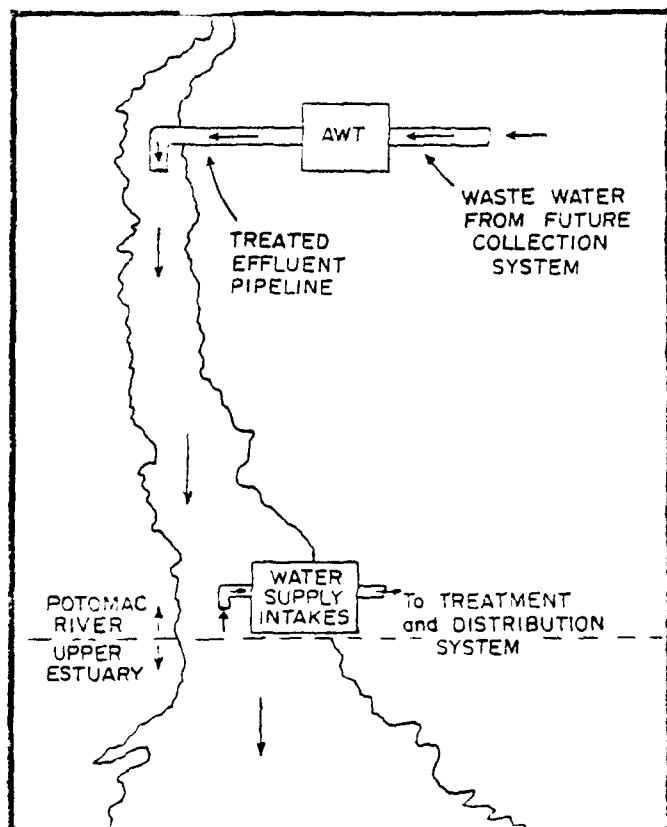 AWT
WASTE WATER
FROM FUTURE
COLLECTION
SYSTEM
TREATED
EFFLUENT
PIPELINE
WATER
SUPPLY
INTAKES
To TREATMENT
and DISTRIBUTION
SYSTEM
POTOMAC
RIVER
UPPER
ESTUARY